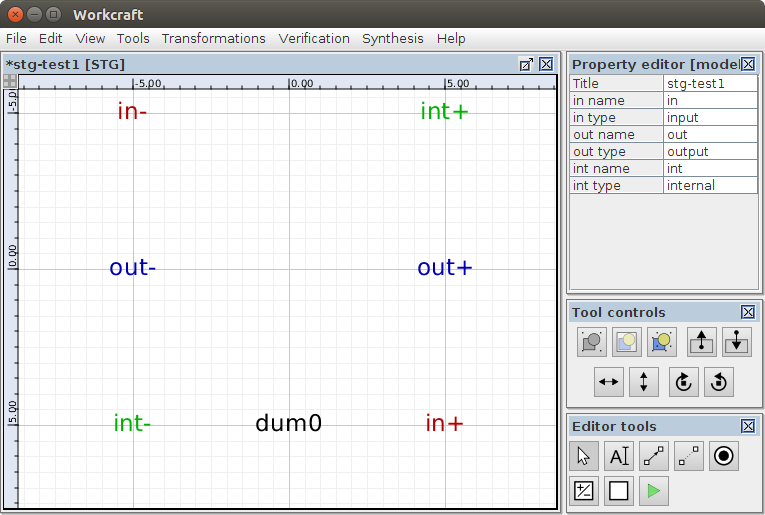 Workcraft
File Edit View Tools Transformations Verification Synthesis Help
*stg-test1 [STG]
-5.00 0.00 5.00
-5.0
0.00
5.00
in- int+
out- out+
int- dum0 in+
Property editor [model
Title stg-test1
in name in
in type input
out name out
out type output
int name int
int type internal
Tool controls
Editor tools
A